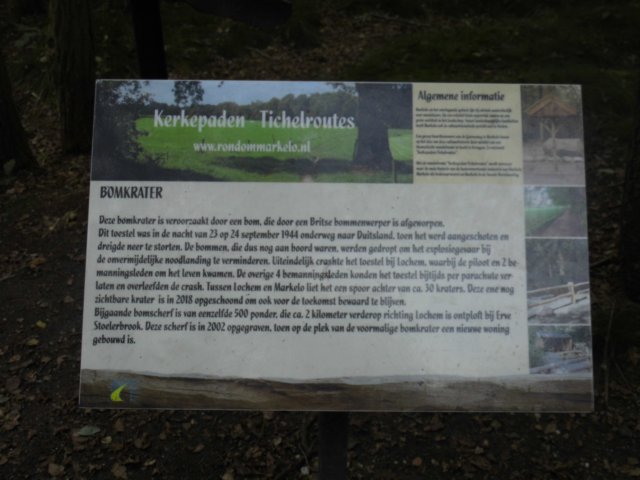 Kerkepaden - Tichelroutes
www.rondommarkelo.nl
Algemene informatie
BOMKRATER
Deze bomkrater is veroorzaakt door een bom, die door een Britse bommenwerper is afgeworpen.
Dit toestel was in de nacht van 23 op 24 september 1944 onderweg naar Duitsland, toen het werd aangeschoten en
dreigde neer te storten. De bommen, die dus nog aan boord waren, werden gedropt om het explosiegevaar bij
de onvermijdelijke noodlanding te verminderen. Uiteindelijk crashte het toestel bij Lochem, waarbij de piloot en 2 be-
manningsleden om het leven kwamen. De overige 4 bemanningsleden konden het toestel bijtijds per parachute ver-
laten en overleefden de crash. Tussen Lochem en Markelo liet het een spoor achter van ca. 30 kraters. Deze ene nog
zichtbare krater is in 2018 opgeschoond om ook voor de toekomst bewaard te blijven.
Bijgaande bomscherf is van eenzelfde 500 ponder, die ca. 2 kilometer verderop richting Lochem is ontploft bij Erve
Stoelerbrook. Deze scherf is in 2002 opgegraven, toen op de plek van de voormalige bomkrater een nieuwe woning
gebouwd is.